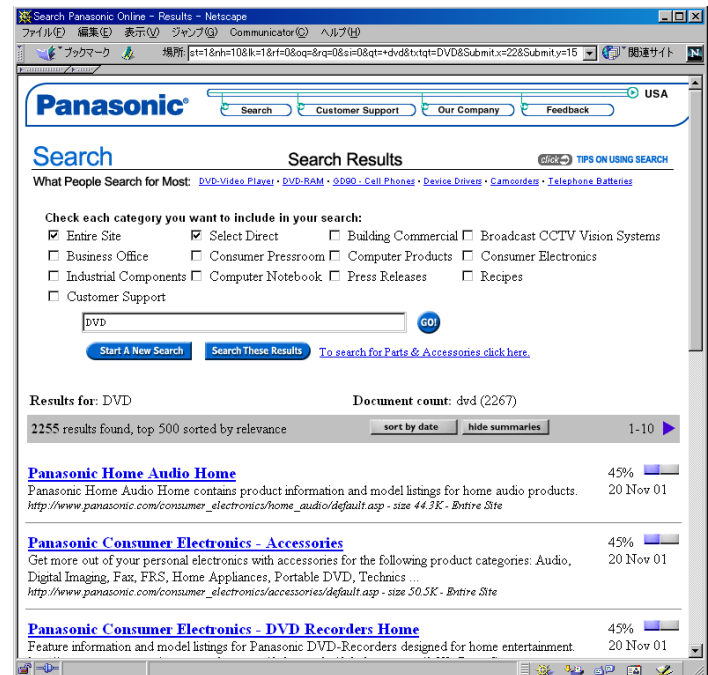 Search Panasonic Online - Results - Netscape
ファイル(F) 編集(E) 表示(V) ジャンプ(G) Communicator(C) ヘルプ(H)
ブックマーク 場所: st=1&nh=10&lk=1&rf=0&oq=&rq=0&si=0&qt=+dvd&txtqt=DVD&Submit.x=22&Submit.y=15 関連サイト N
Panasonic USA
Search Customer Support Our Company Feedback
Search Search Results click TIPS ON USING SEARCH
What People Search for Most: DVD-Video Player • DVD-RAM • GD90 - Cell Phones • Device Drivers • Camcorders • Telephone Batteries
Check each category you want to include in your search:
Entire Site Select Direct Building Commercial Broadcast CCTV Vision Systems
Business Office Consumer Pressroom Computer Products Consumer Electronics
Industrial Components Computer Notebook Press Releases Recipes
Customer Support
DVD GO!
Start A New Search Search These Results To search for Parts & Accessories click here.
Results for: DVD Document count: dvd (2267)
2255 results found, top 500 sorted by relevance sort by date hide summaries 1-10
Panasonic Home Audio Home 45%
Panasonic Home Audio Home contains product information and model listings for home audio products. 20 Nov 01
http://www.panasonic.com/consumer_electronics/home_audio/default.asp - size 44.3K - Entire Site
Panasonic Consumer Electronics - Accessories 45%
Get more out of your personal electronics with accessories for the following product categories: Audio, 20 Nov 01
Digital Imaging, Fax, FRS, Home Appliances, Portable DVD, Technics ...
http://www.panasonic.com/consumer_electronics/accessories/default.asp - size 50.5K - Entire Site
Panasonic Consumer Electronics - DVD Recorders Home 45%
Feature information and model listings for Panasonic DVD-Recorders designed for home entertainment. 20 Nov 01